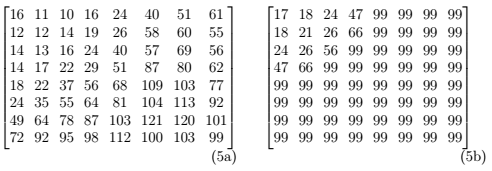 16 11 10 16 24 40 51 61 17 18 24 47 99 99 99 99
12 12 14 19 26 58 60 55 18 21 26 66 99 99 99 99
14 13 16 24 40 57 69 56 24 26 56 99 99 99 99 99
14 17 22 29 51 87 80 62 47 66 99 99 99 99 99 99
18 22 37 56 68 109 103 77 99 99 99 99 99 99 99 99
24 35 55 64 81 104 113 92 99 99 99 99 99 99 99 99
49 64 78 87 103 121 120 101 99 99 99 99 99 99 99 99
72 92 95 98 112 100 103 99 99 99 99 99 99 99 99 99
(5a) (5b)